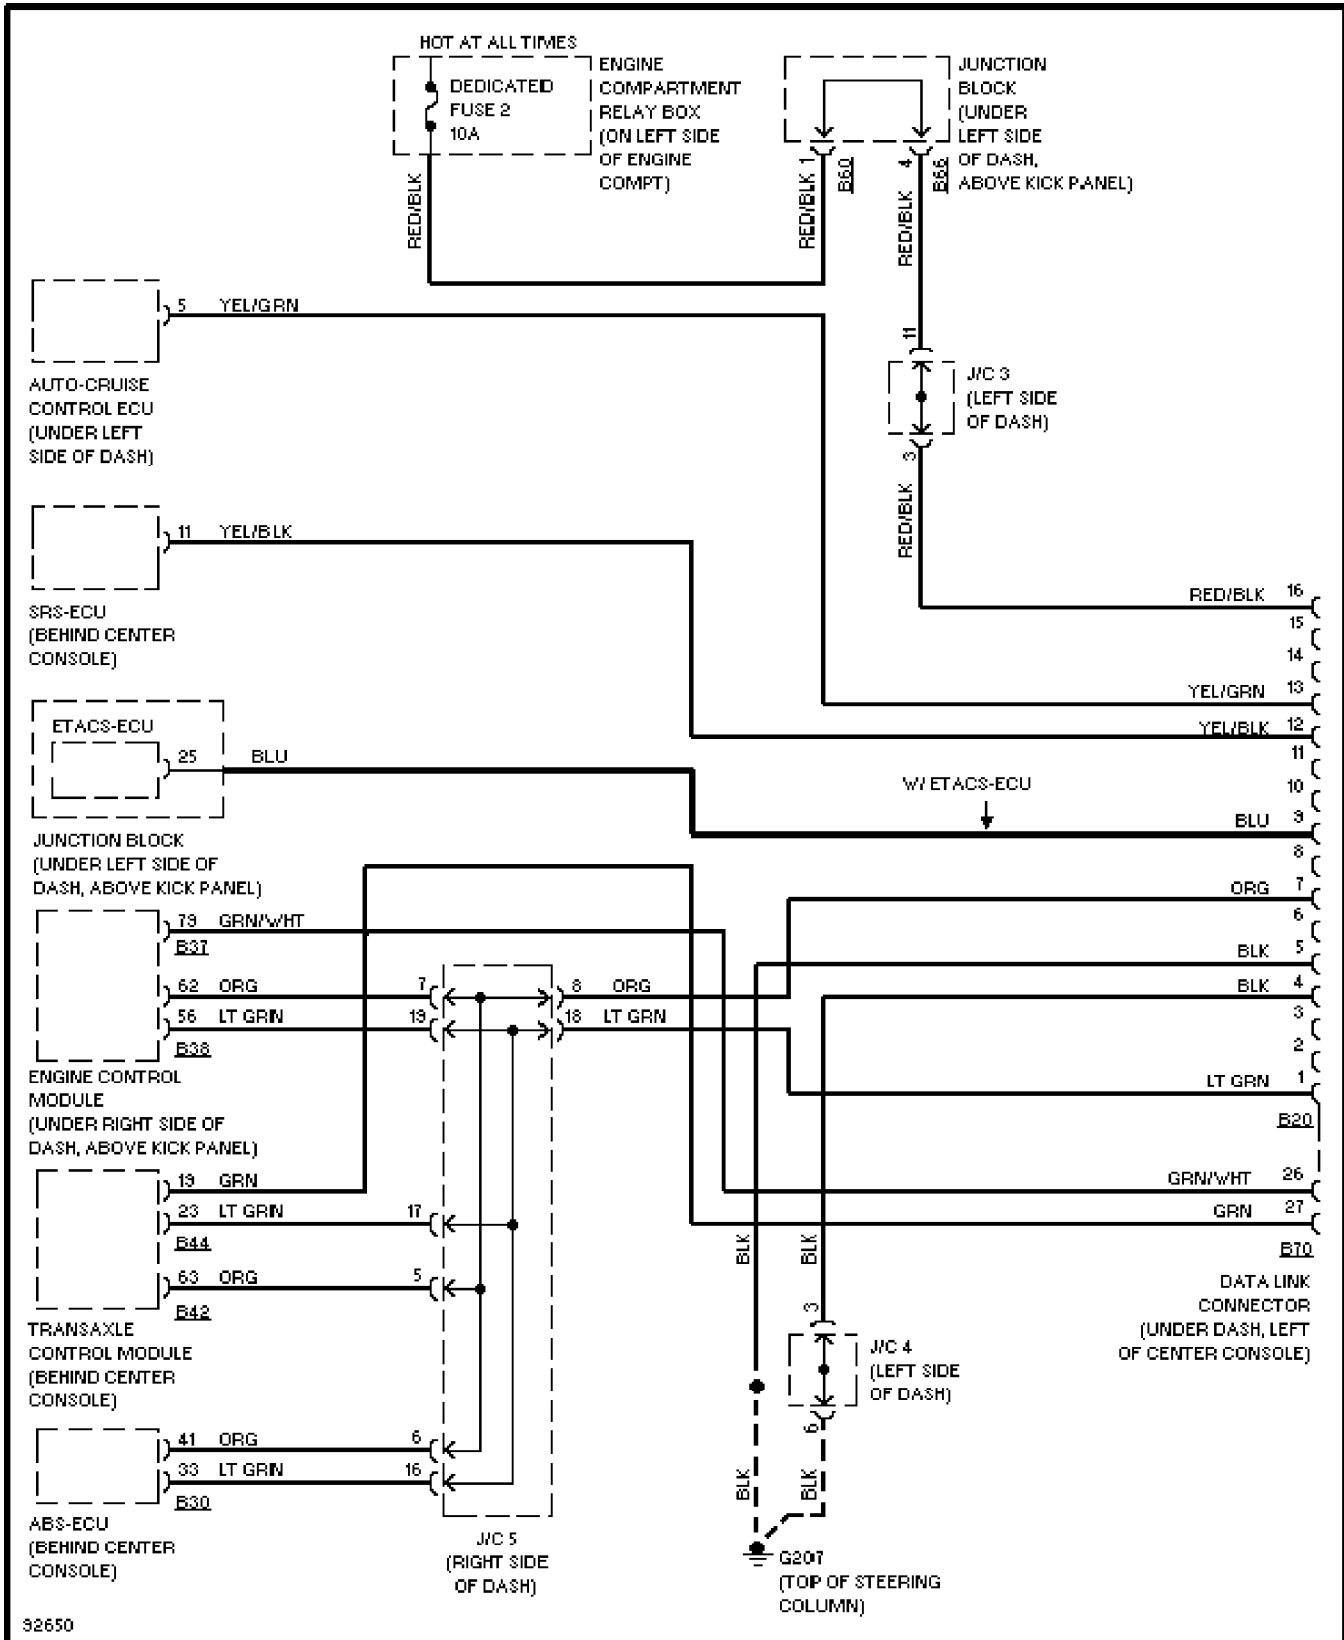 HOT AT ALL TIMES
DEDICATED
FUSE 2
10A
ENGINE
COMPARTMENT
RELAY BOX
(ON LEFT SIDE
OF ENGINE
COMPT)
JUNCTION
BLOCK
(UNDER
LEFT SIDE
OF DASH,
ABOVE KICK PANEL)
RED/BLK
RED/BLK 1
B60
4
B66
RED/BLK
11
J/C 3
(LEFT SIDE
OF DASH)
3
RED/BLK
5 YEL/GRN
AUTO-CRUISE
CONTROL ECU
(UNDER LEFT
SIDE OF DASH)
11 YEL/BLK
SRS-ECU
(BEHIND CENTER
CONSOLE)
ETACS-ECU
25 BLU
JUNCTION BLOCK
(UNDER LEFT SIDE OF
DASH, ABOVE KICK PANEL)
W/ ETACS-ECU
79 GRN/WHT
B37
62 ORG
7
8 ORG
56 LT GRN
19
18 LT GRN
B38
ENGINE CONTROL
MODULE
(UNDER RIGHT SIDE OF
DASH, ABOVE KICK PANEL)
19 GRN
23 LT GRN
17
B44
63 ORG
5
B42
TRANSAXLE
CONTROL MODULE
(BEHIND CENTER
CONSOLE)
41 ORG
6
33 LT GRN
16
B30
ABS-ECU
(BEHIND CENTER
CONSOLE)
J/C 5
(RIGHT SIDE
OF DASH)
RED/BLK 16
15
14
YEL/GRN 13
YEL/BLK 12
11
10
BLU 9
8
ORG 7
6
BLK 5
BLK 4
3
2
LT GRN 1
B20
GRN/WHT 26
GRN 27
B70
DATA LINK
CONNECTOR
(UNDER DASH, LEFT
OF CENTER CONSOLE)
BLK
BLK
3
J/C 4
(LEFT SIDE
OF DASH)
6
BLK
BLK
G207
(TOP OF STEERING
COLUMN)
92650